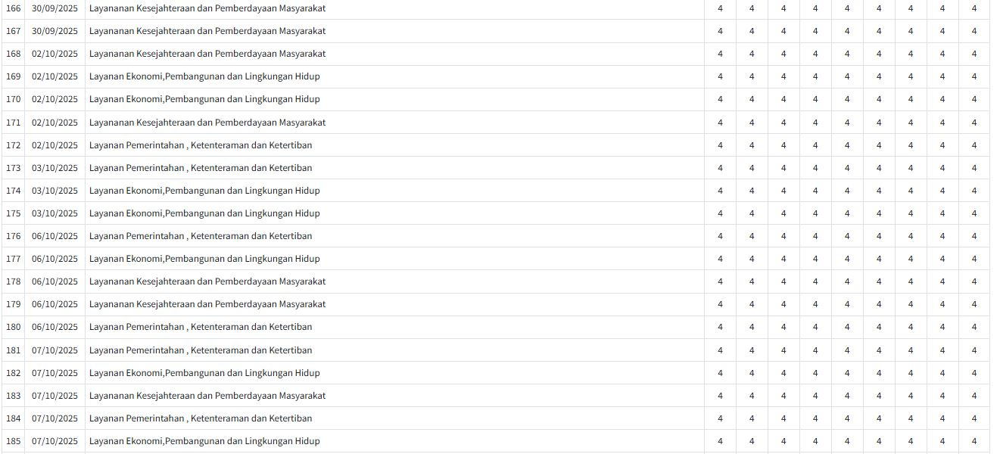 166 30/09/2025 Layananan Kesejahteraan dan Pemberdayaan Masyarakat 4 4 4 4 4 4 4 4 4
167 30/09/2025 Layananan Kesejahteraan dan Pemberdayaan Masyarakat 4 4 4 4 4 4 4 4 4
168 02/10/2025 Layananan Kesejahteraan dan Pemberdayaan Masyarakat 4 4 4 4 4 4 4 4 4
169 02/10/2025 Layanan Ekonomi,Pembangunan dan Lingkungan Hidup 4 4 4 4 4 4 4 4 4
170 02/10/2025 Layanan Ekonomi,Pembangunan dan Lingkungan Hidup 4 4 4 4 4 4 4 4 4
171 02/10/2025 Layananan Kesejahteraan dan Pemberdayaan Masyarakat 4 4 4 4 4 4 4 4 4
172 02/10/2025 Layanan Pemerintahan , Ketenteraman dan Ketertiban 4 4 4 4 4 4 4 4 4
173 03/10/2025 Layanan Pemerintahan , Ketenteraman dan Ketertiban 4 4 4 4 4 4 4 4 4
174 03/10/2025 Layanan Ekonomi,Pembangunan dan Lingkungan Hidup 4 4 4 4 4 4 4 4 4
175 03/10/2025 Layanan Ekonomi,Pembangunan dan Lingkungan Hidup 4 4 4 4 4 4 4 4 4
176 06/10/2025 Layanan Pemerintahan , Ketenteraman dan Ketertiban 4 4 4 4 4 4 4 4 4
177 06/10/2025 Layanan Ekonomi,Pembangunan dan Lingkungan Hidup 4 4 4 4 4 4 4 4 4
178 06/10/2025 Layananan Kesejahteraan dan Pemberdayaan Masyarakat 4 4 4 4 4 4 4 4 4
179 06/10/2025 Layananan Kesejahteraan dan Pemberdayaan Masyarakat 4 4 4 4 4 4 4 4 4
180 06/10/2025 Layanan Pemerintahan , Ketenteraman dan Ketertiban 4 4 4 4 4 4 4 4 4
181 07/10/2025 Layanan Pemerintahan , Ketenteraman dan Ketertiban 4 4 4 4 4 4 4 4 4
182 07/10/2025 Layanan Ekonomi,Pembangunan dan Lingkungan Hidup 4 4 4 4 4 4 4 4 4
183 07/10/2025 Layananan Kesejahteraan dan Pemberdayaan Masyarakat 4 4 4 4 4 4 4 4 4
184 07/10/2025 Layanan Pemerintahan , Ketenteraman dan Ketertiban 4 4 4 4 4 4 4 4 4
185 07/10/2025 Layanan Ekonomi,Pembangunan dan Lingkungan Hidup 4 4 4 4 4 4 4 4 4